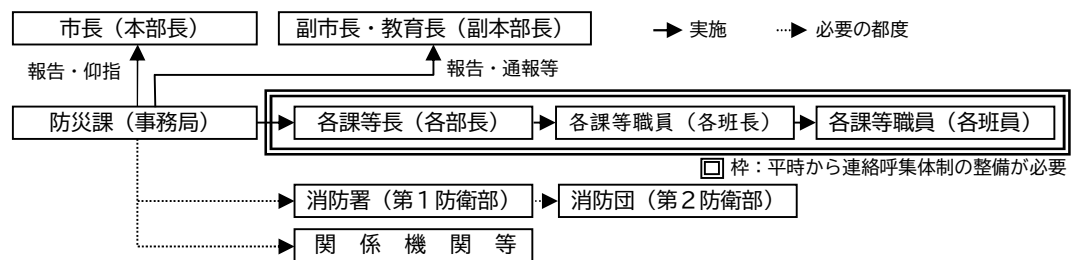 市長（本部長）
副市長・教育長（副本部長）
実施
必要の都度
報告・仰指
報告・通報等
防災課（事務局）
各課等長（各部長）
各課等職員（各班長）
各課等職員（各班員）
枠：平時から連絡呼集体制の整備が必要
消防署（第１防衛部）
消防団（第２防衛部）
関　係　機　関　等